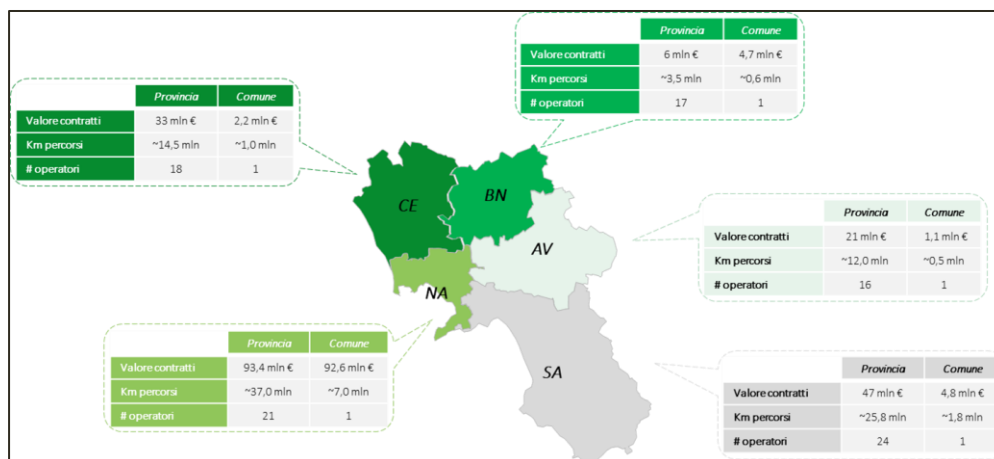 Provincia Comune
Valore contratti 6 mln € 4,7 mln €
Km percorsi ~3,5 mln ~0,6 mln
# operatori 17 1
Provincia Comune
Valore contratti 33 mln € 2,2 mln €
Km percorsi ~14,5 mln ~1,0 mln
# operatori 18 1
CE
BN
AV
NA
SA
Provincia Comune
Valore contratti 21 mln € 1,1 mln €
Km percorsi ~12,0 mln ~0,5 mln
# operatori 16 1
Provincia Comune
Valore contratti 93,4 mln € 92,6 mln €
Km percorsi ~37,0 mln ~7,0 mln
# operatori 21 1
Provincia Comune
Valore contratti 47 mln € 4,8 mln €
Km percorsi ~25,8 mln ~1,8 mln
# operatori 24 1